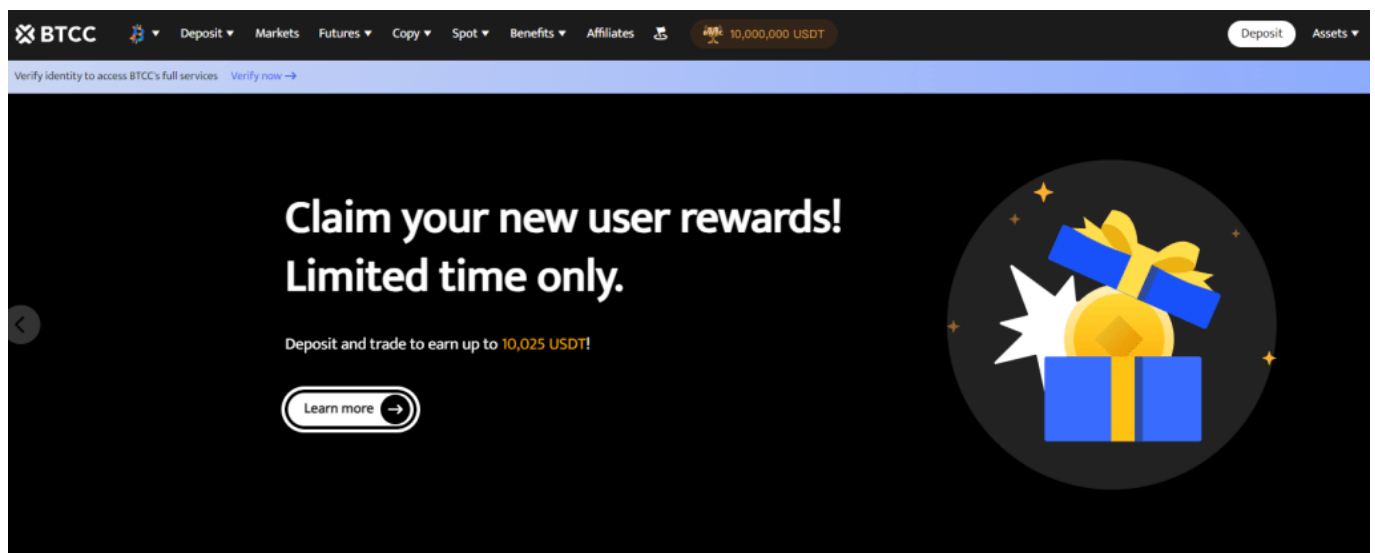 BTCC Deposit Markets Futures Copy Spot Benefits Affiliates 10,000,000 USDT Deposit Assets
Verify identity to access BTCC's full services Verify now →
Claim your new user rewards!
Limited time only.
Deposit and trade to earn up to 10,025 USDT!
Learn more →